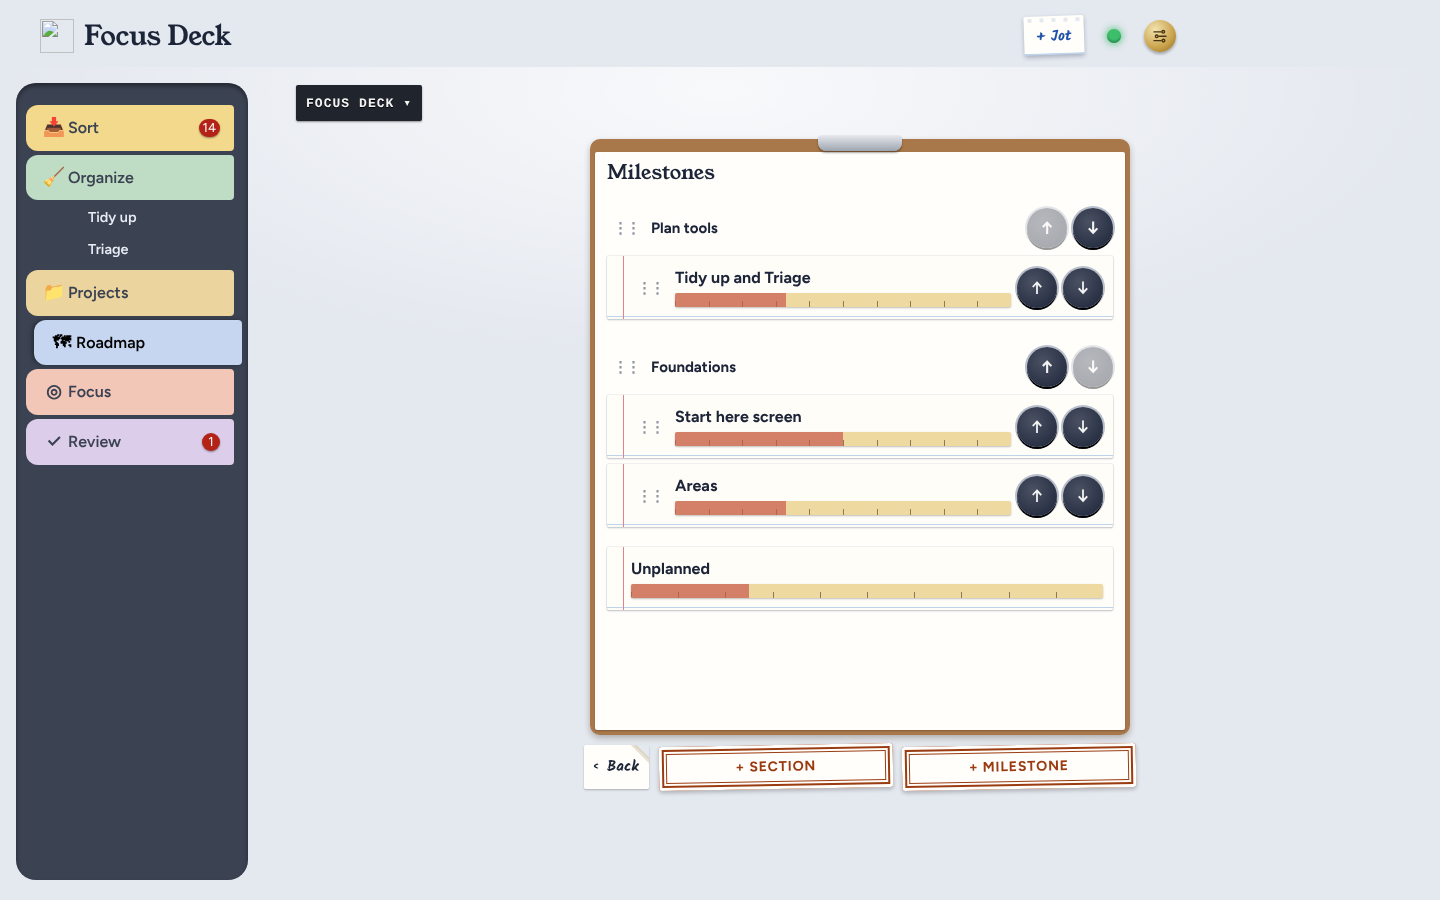 Focus Deck
+ Jot
Sort 14
Organize
Tidy up
Triage
Projects
Roadmap
Focus
Review 1
FOCUS DECK ▾
Milestones
Plan tools
Tidy up and Triage
Foundations
Start here screen
Areas
Unplanned
< Back
+ SECTION
+ MILESTONE